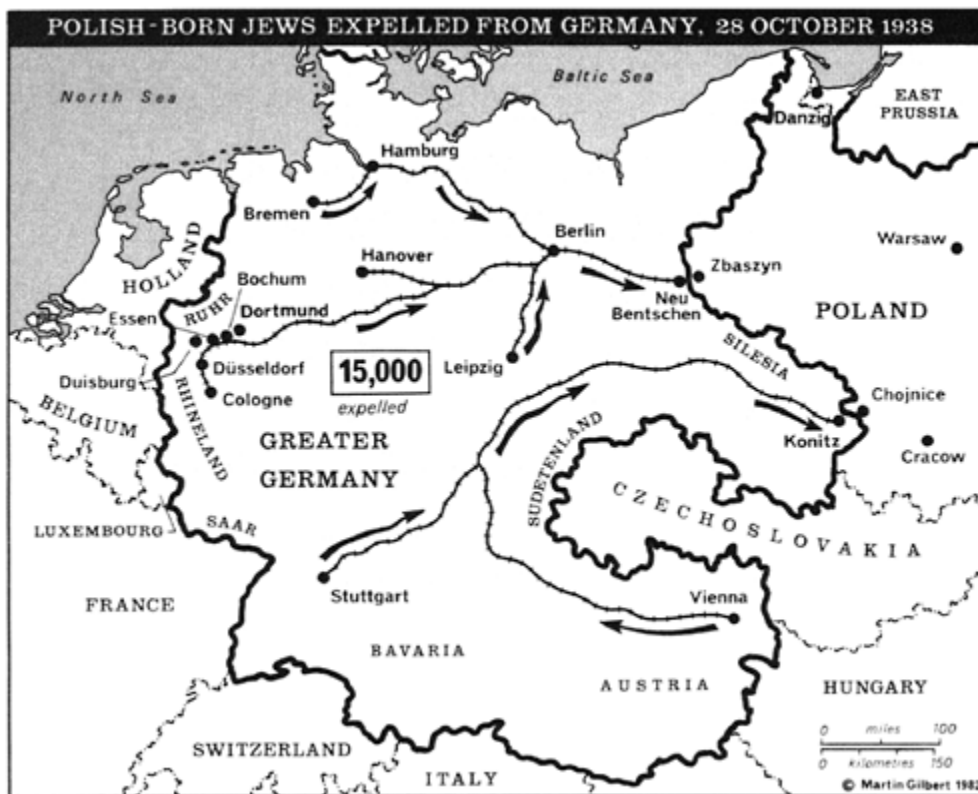 POLISH-BORN JEWS EXPELLED FROM GERMANY, 28 OCTOBER 1938
North Sea
Baltic Sea
Danzig
EAST
PRUSSIA
Hamburg
Bremen
Berlin
Warsaw
HOLLAND
Hanover
Zbaszyn
Bochum
Neu
Bentschen
POLAND
RUHR
Essen
Dortmund
SILESIA
Duisburg
Düsseldorf
15,000
expelled
Leipzig
Chojnice
BELGIUM
RHINELAND
Cologne
Konitz
GREATER
GERMANY
SUDETENLAND
Cracow
CZECHOSLOVAKIA
LUXEMBOURG
SAAR
FRANCE
Stuttgart
Vienna
BAVARIA
AUSTRIA
HUNGARY
SWITZERLAND
ITALY
0 miles 100
0 kilometres 150
© Martin Gilbert 1982